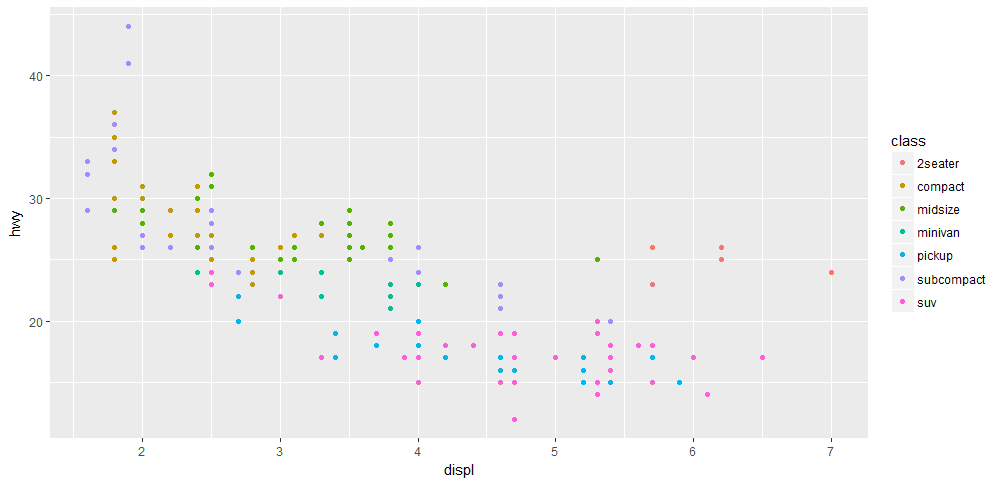 40
30
20
hwy
2 3 4 5 6 7
displ
class
2seater
compact
midsize
minivan
pickup
subcompact
suv